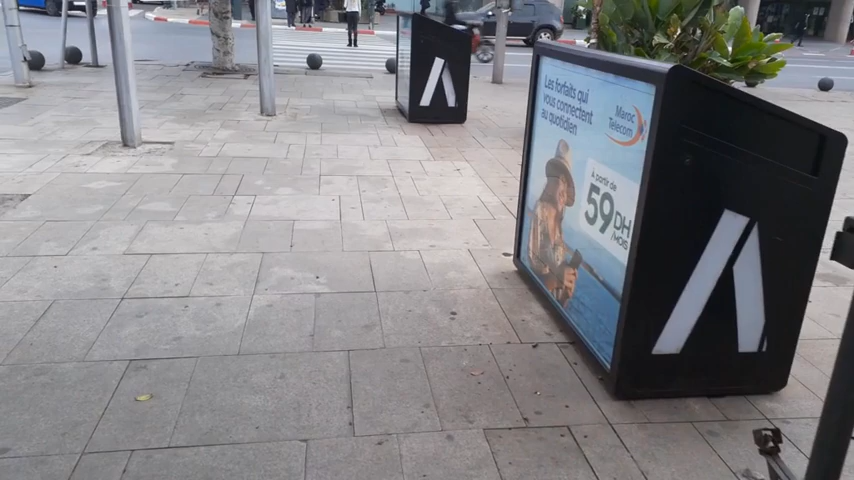 Les forfaits qui
vous connectent
au quotidien
Maroc
Telecom
À partir de
59DH
/MOIS